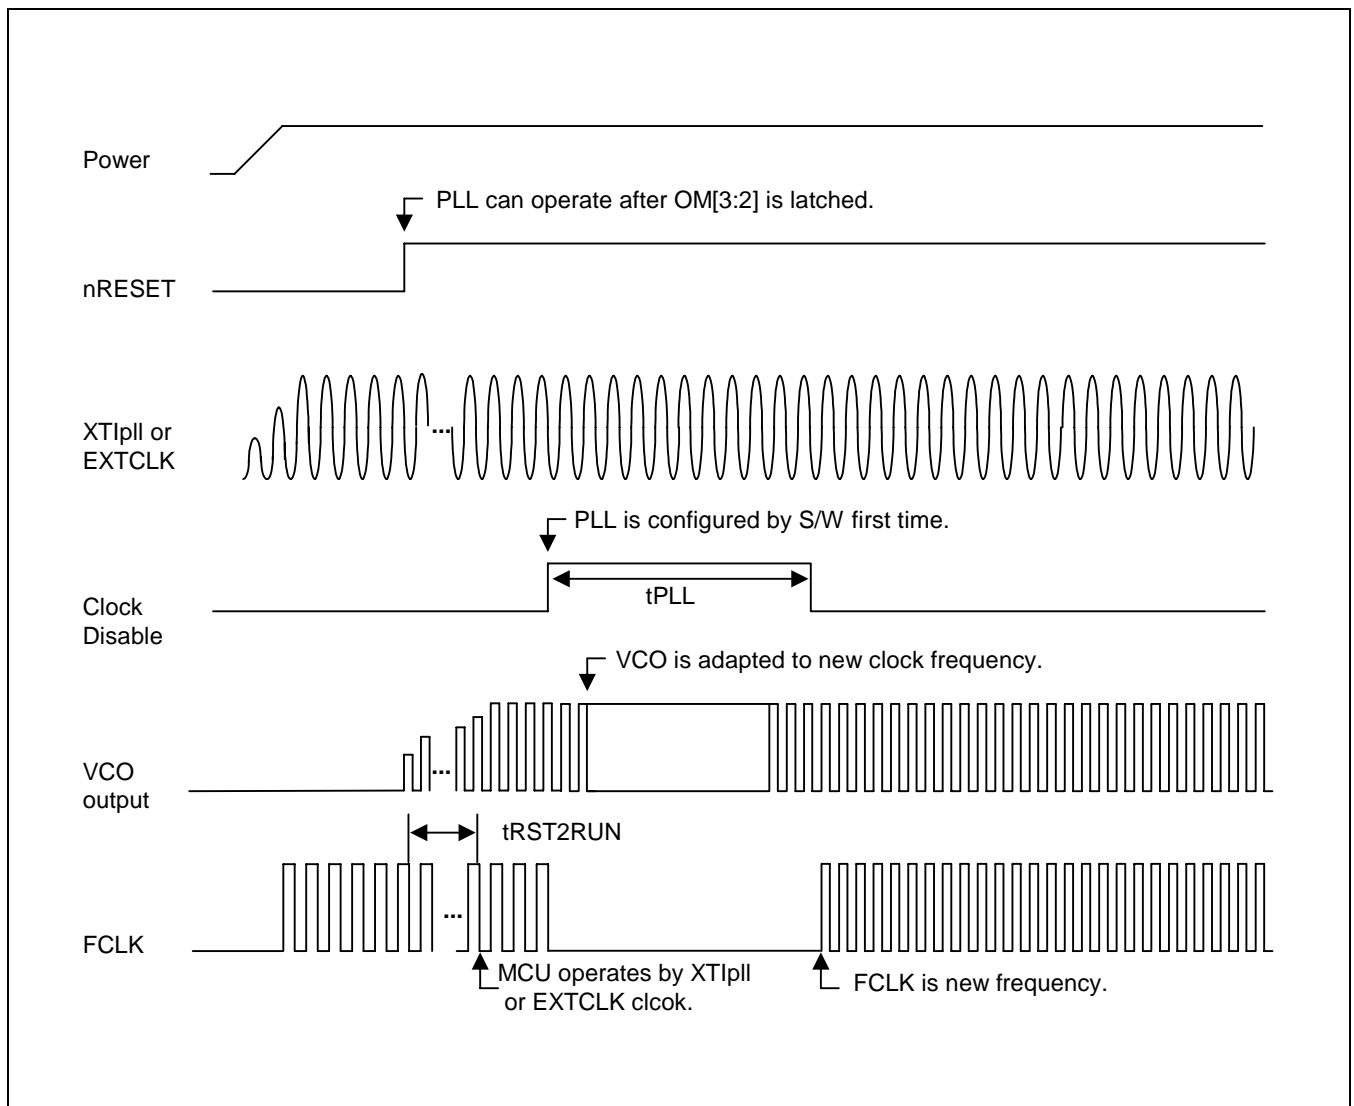 Power
PLL can operate after OM[3:2] is latched.
nRESET
XTIpll or
EXTCLK
...
PLL is configured by S/W first time.
tPLL
Clock
Disable
VCO is adapted to new clock frequency.
...
VCO
output
tRST2RUN
...
FCLK
MCU operates by XTIpll
or EXTCLK clcok.
FCLK is new frequency.